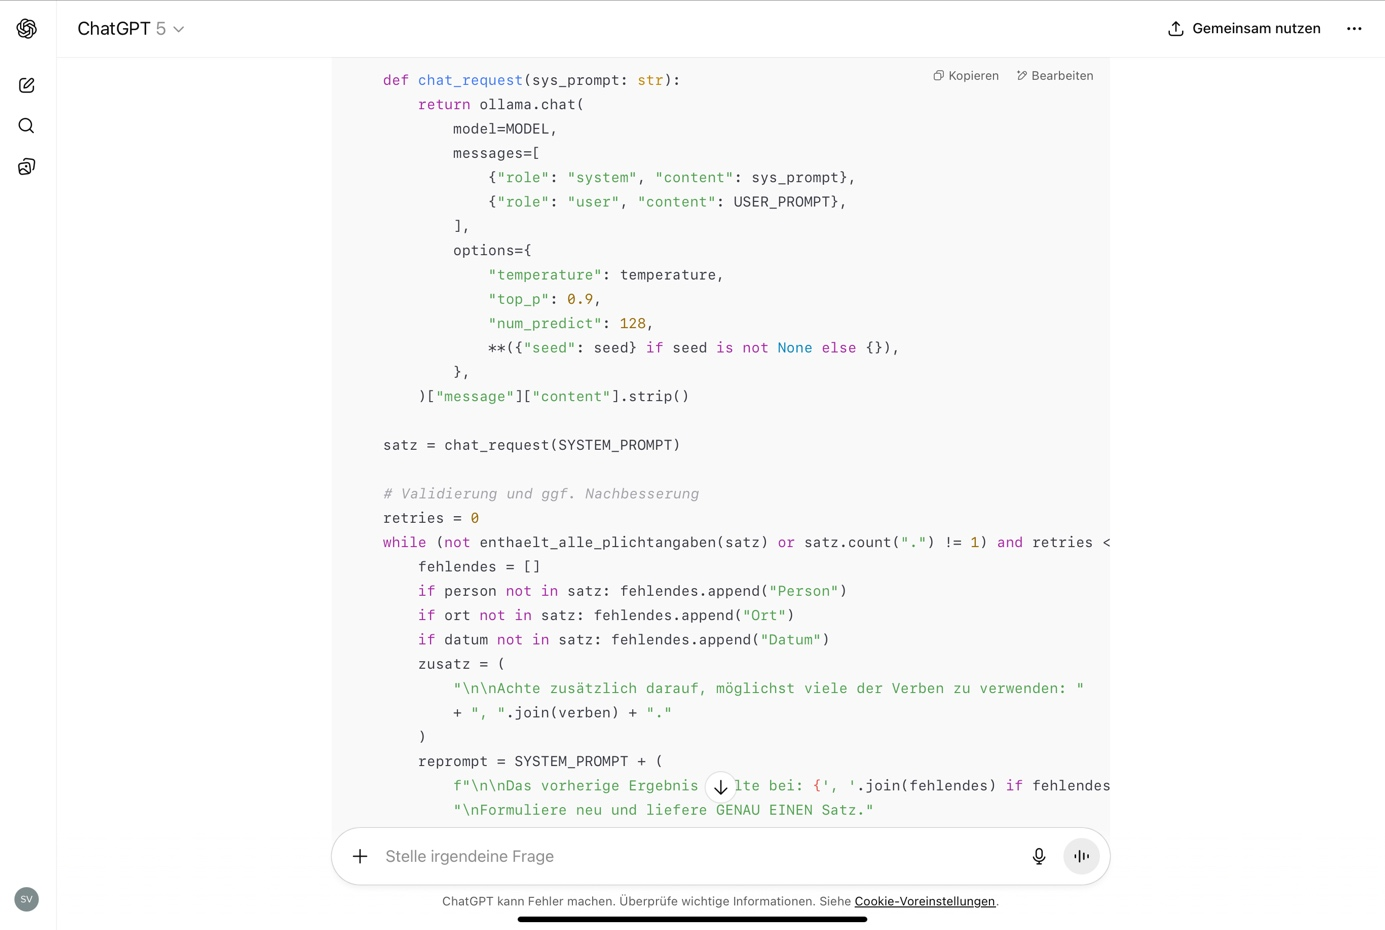 ChatGPT 5
Gemeinsam nutzen
Kopieren
Bearbeiten
def chat_request(sys_prompt: str):
    return ollama.chat(
        model=MODEL,
        messages=[
            {"role": "system", "content": sys_prompt},
            {"role": "user", "content": USER_PROMPT},
        ],
        options={
            "temperature": temperature,
            "top_p": 0.9,
            "num_predict": 128,
            **({"seed": seed} if seed is not None else {}),
        },
    )["message"]["content"].strip()
satz = chat_request(SYSTEM_PROMPT)
# Validierung und ggf. Nachbesserung
retries = 0
while (not enthaelt_alle_plichtangaben(satz) or satz.count(".") != 1) and retries <
    fehlendes = []
    if person not in satz: fehlendes.append("Person")
    if ort not in satz: fehlendes.append("Ort")
    if datum not in satz: fehlendes.append("Datum")
    zusatz = (
        "\n\nAchte zusätzlich darauf, möglichst viele der Verben zu verwenden: "
        + ", ".join(verben) + "."
    )
    reprompt = SYSTEM_PROMPT + (
        f"\n\nDas vorherige Ergebnis lte bei: {', '.join(fehlendes) if fehlendes
        "\nFormuliere neu und liefere GENAU EINEN Satz."
Stelle irgendeine Frage
SV
ChatGPT kann Fehler machen. Überprüfe wichtige Informationen. Siehe Cookie-Voreinstellungen.